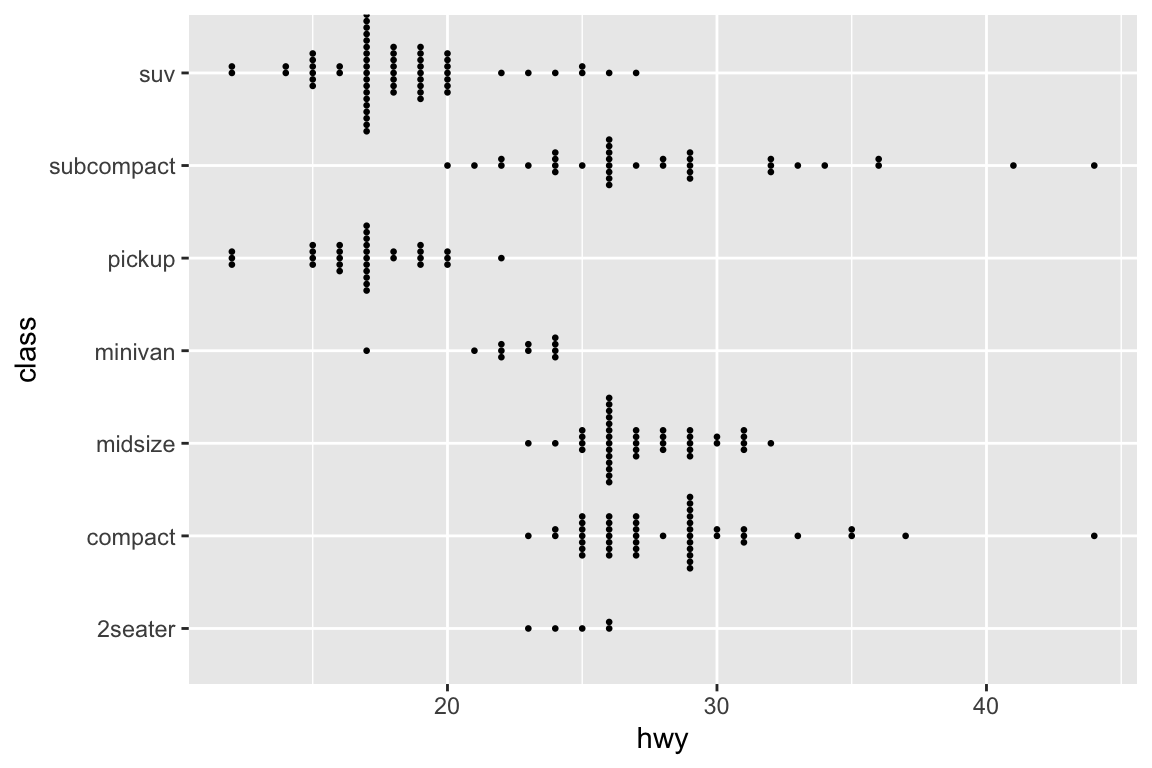 suv
subcompact
pickup
minivan
midsize
compact
2seater
class
20 30 40
hwy